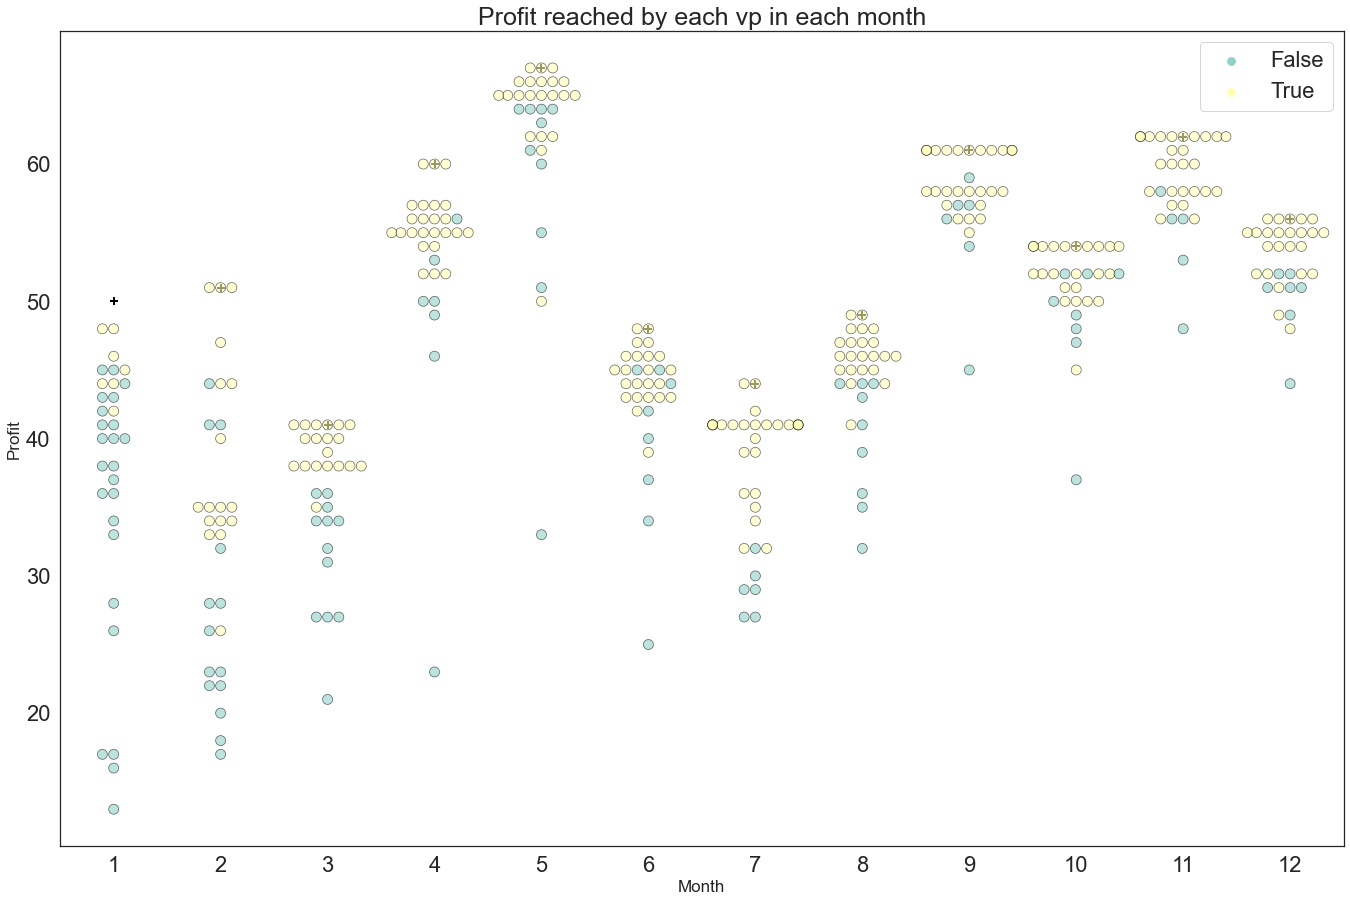 Profit reached by each vp in each month
False
True
Profit
60
50
40
30
20
1 2 3 4 5 6 7 8 9 10 11 12
Month